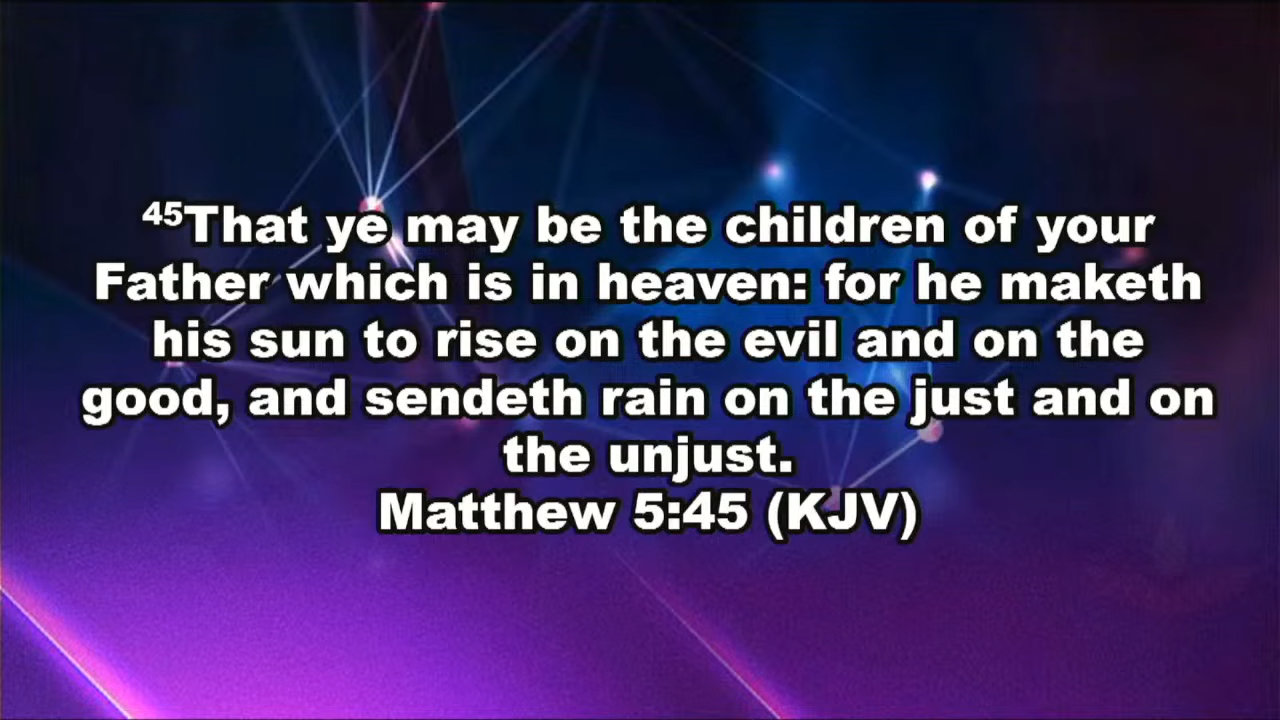 ⁴⁵That ye may be the children of your
Father which is in heaven: for he maketh
his sun to rise on the evil and on the
good, and sendeth rain on the just and on
the unjust.
Matthew 5:45 (KJV)